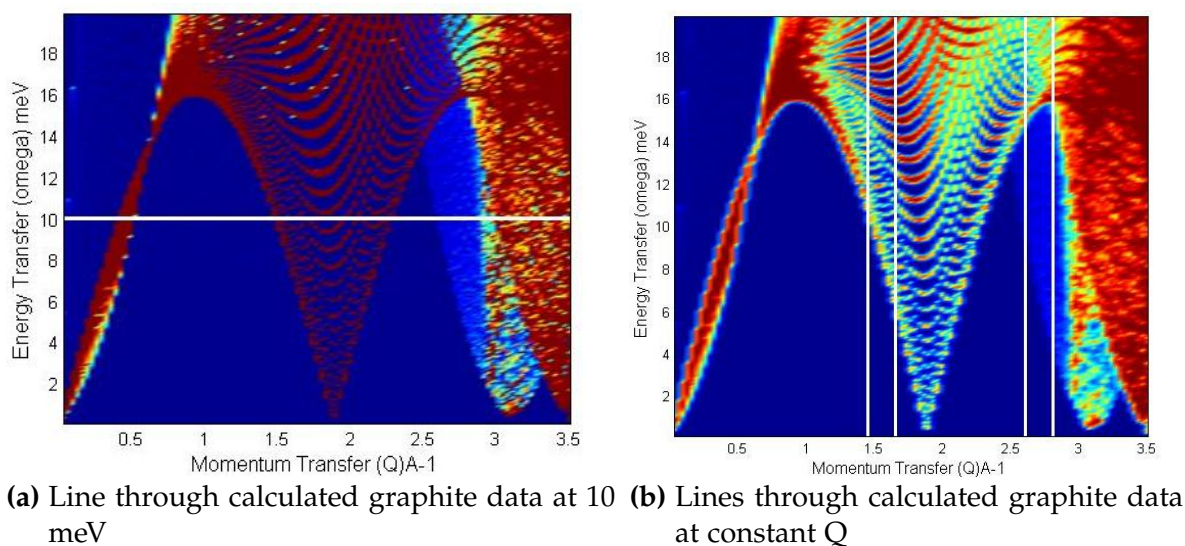 18
16
14
12
10
8
6
4
2
Energy Transfer (omega) meV
0.5 1 1.5 2 2.5 3 3.5
Momentum Transfer (Q)A-1
18
16
14
12
10
8
6
4
2
Energy Transfer (omega) meV
0.5 1 1.5 2 2.5 3 3.5
Momentum Transfer (Q)A-1
(a) Line through calculated graphite data at 10
meV
(b) Lines through calculated graphite data
at constant Q